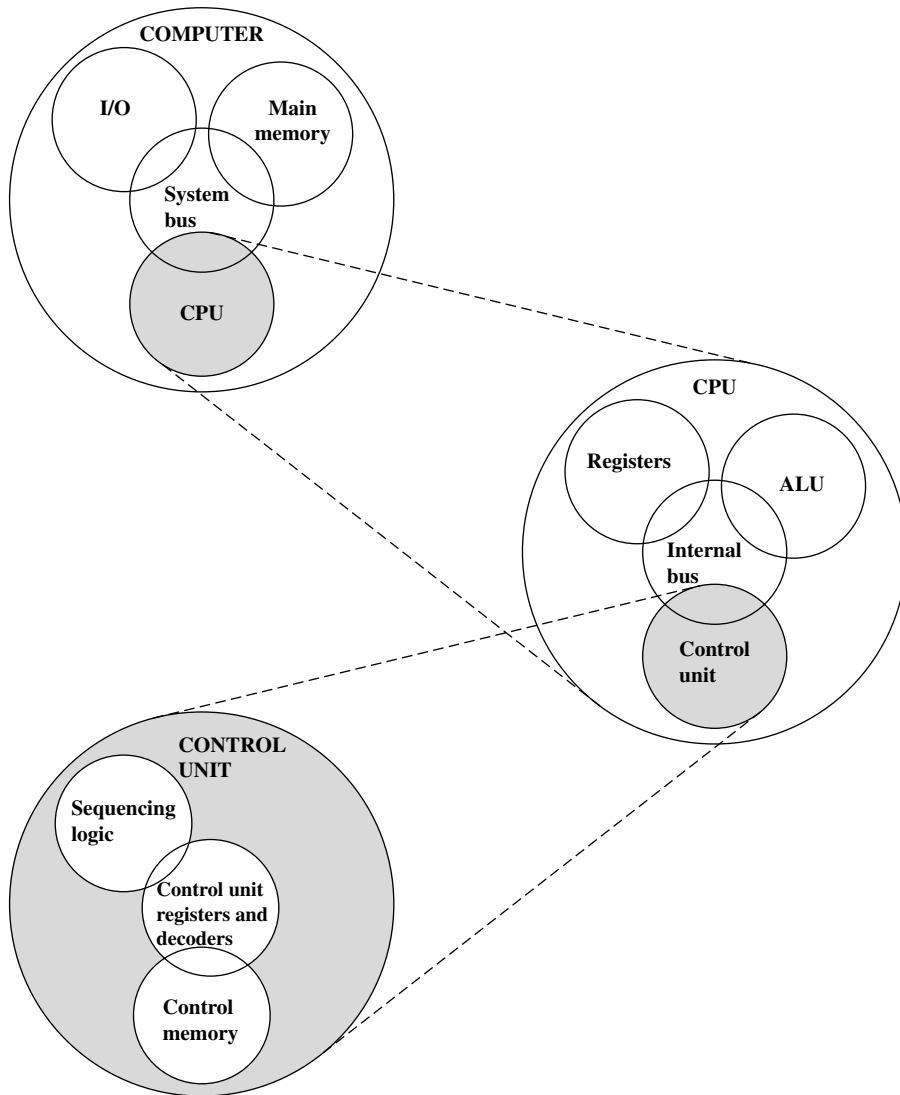 COMPUTER
I/O
Main
memory
System
bus
CPU
CPU
Registers
ALU
Internal
bus
Control
unit
CONTROL
UNIT
Sequencing
logic
Control unit
registers and
decoders
Control
memory